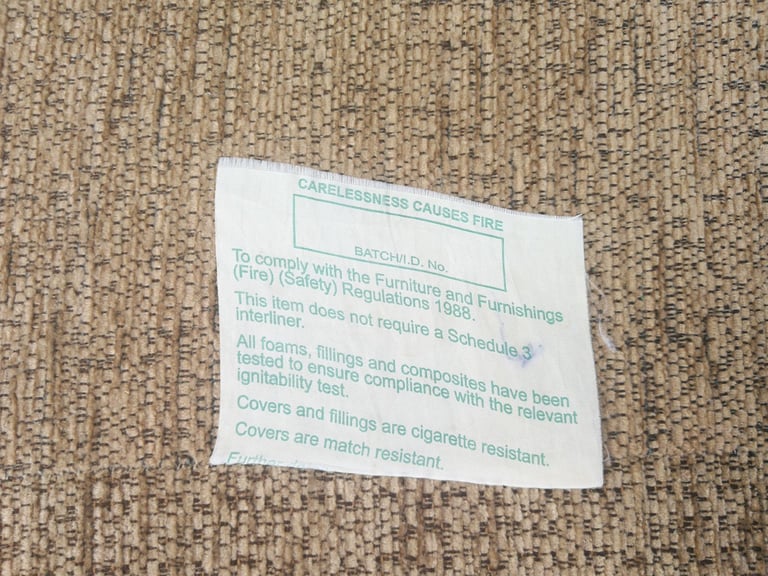 CARELESSNESS CAUSES FIRE
BATCH/I.D. No.
To comply with the Furniture and Furnishings
(Fire) (Safety) Regulations 1988.
This item does not require a Schedule 3
interliner.
All foams, fillings and composites have been
tested to ensure compliance with the relevant
ignitability test.
Covers and fillings are cigarette resistant.
Covers are match resistant.